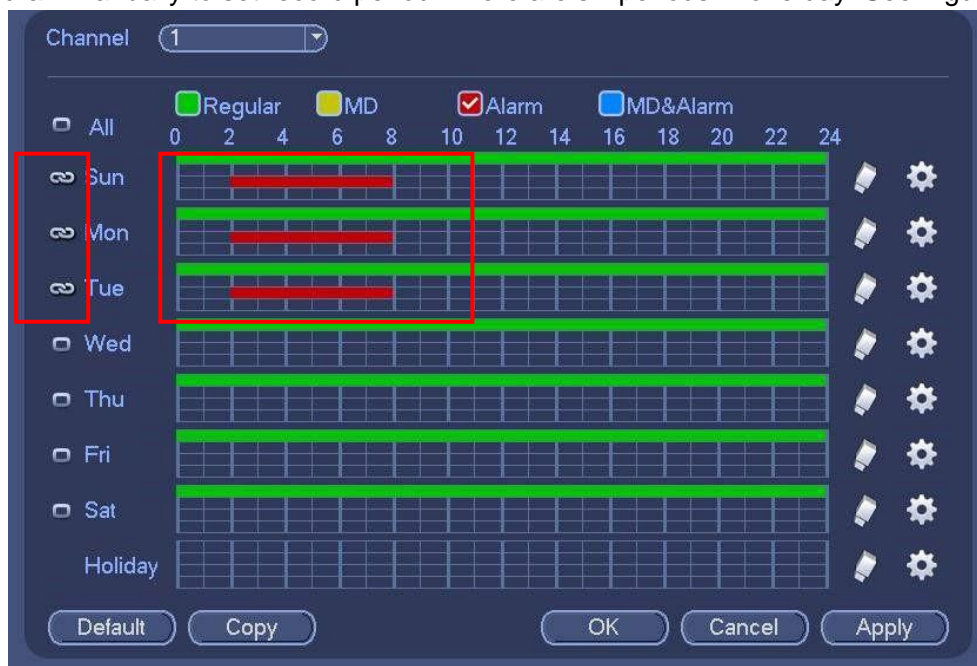 Channel 1
Regular MD Alarm MD&Alarm
All 0 2 4 6 8 10 12 14 16 18 20 22 24
Sun
Mon
Tue
Wed
Thu
Fri
Sat
Holiday
Default Copy OK Cancel Apply